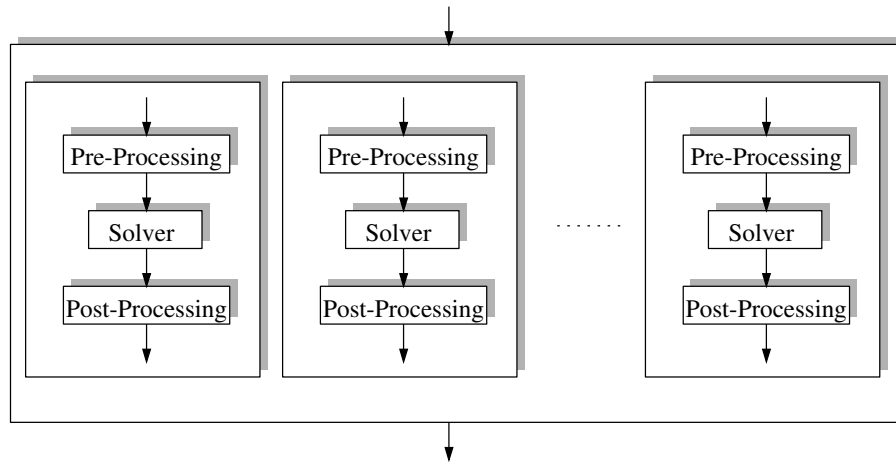 Pre-Processing
Solver
Post-Processing
Pre-Processing
Solver
Post-Processing
.......
Pre-Processing
Solver
Post-Processing